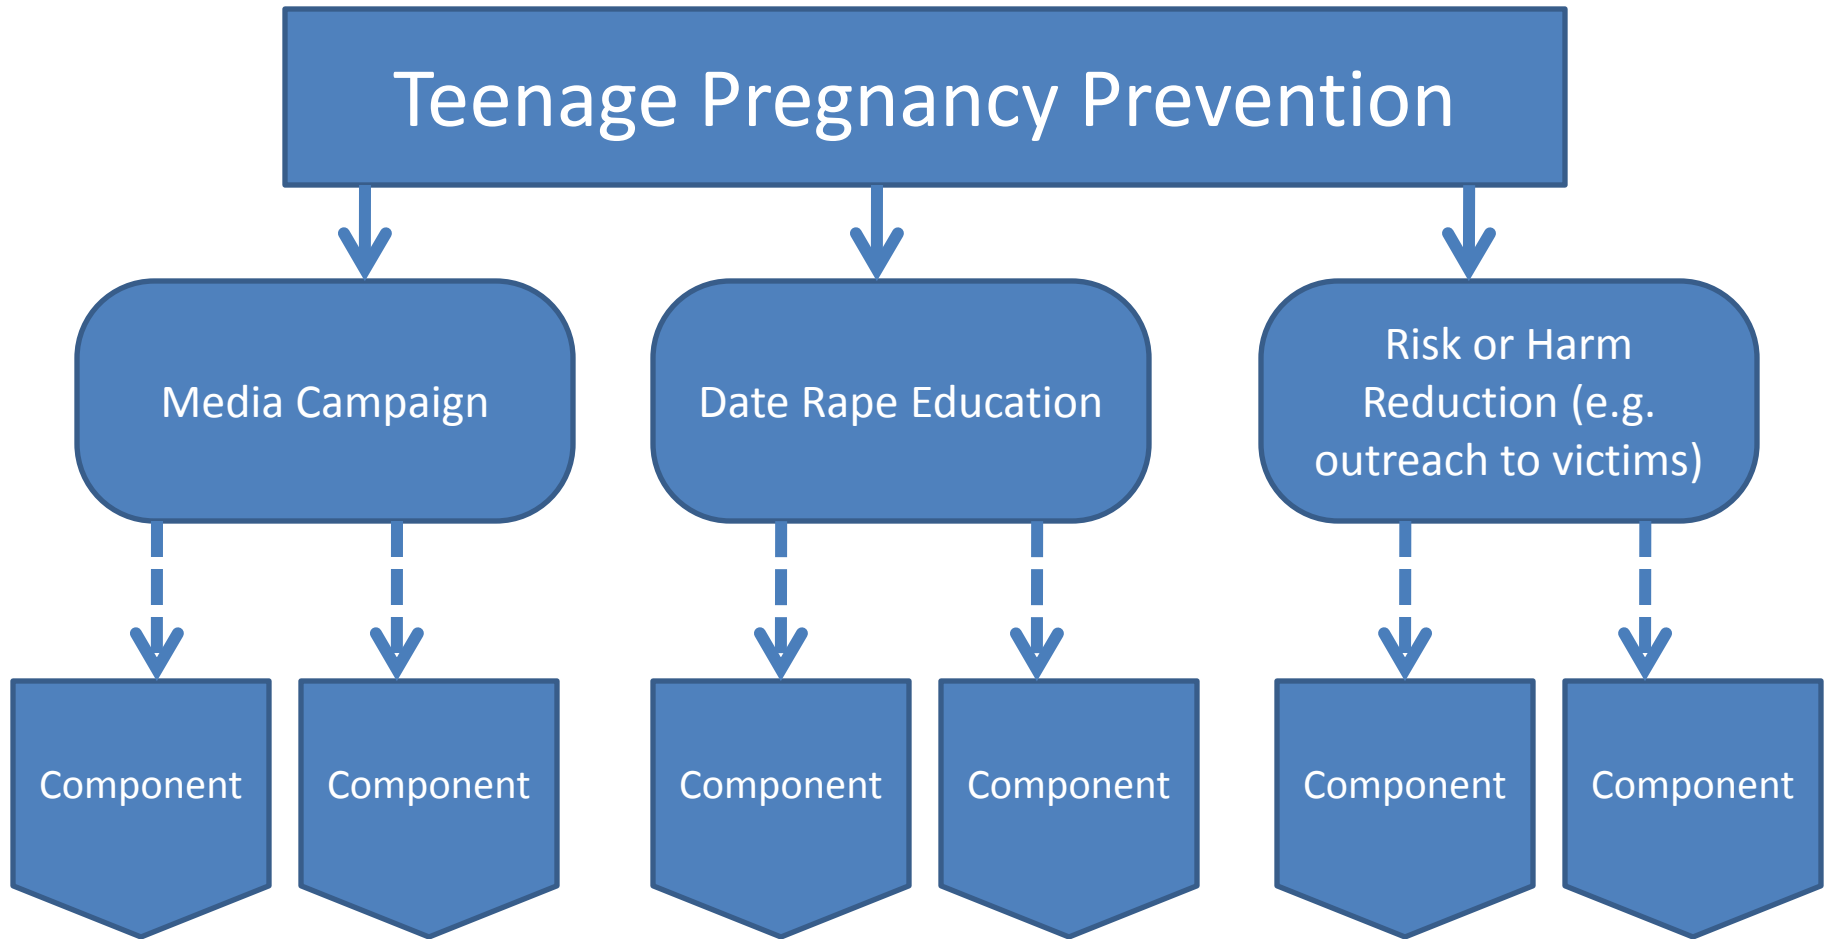 Teenage Pregnancy Prevention
Media Campaign
Date Rape Education
Risk or Harm
Reduction (e.g.
outreach to victims)
Component
Component
Component
Component
Component
Component